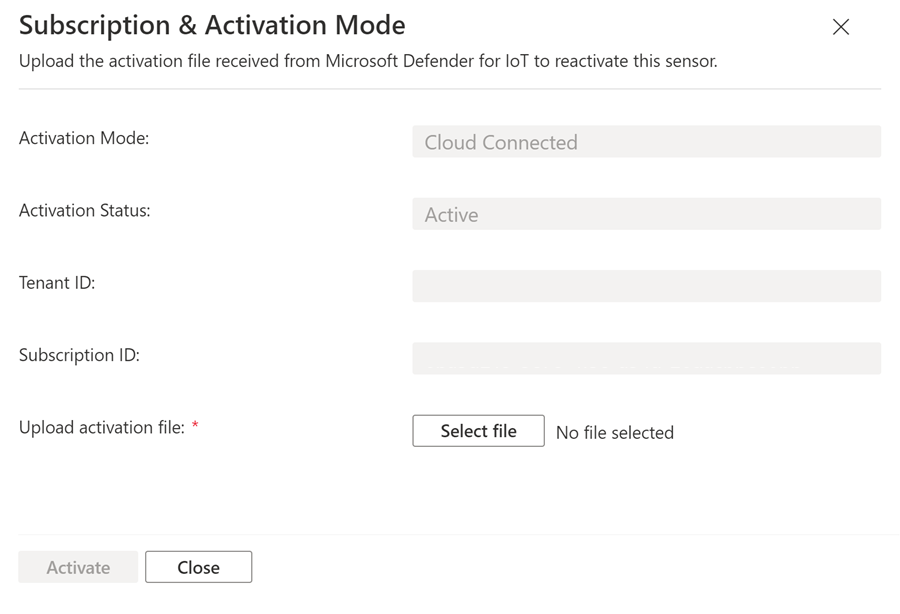 Subscription & Activation Mode
Upload the activation file received from Microsoft Defender for IoT to reactivate this sensor.
Activation Mode:
Cloud Connected
Activation Status:
Active
Tenant ID:
Subscription ID:
Upload activation file: *
Select file
No file selected
Activate
Close